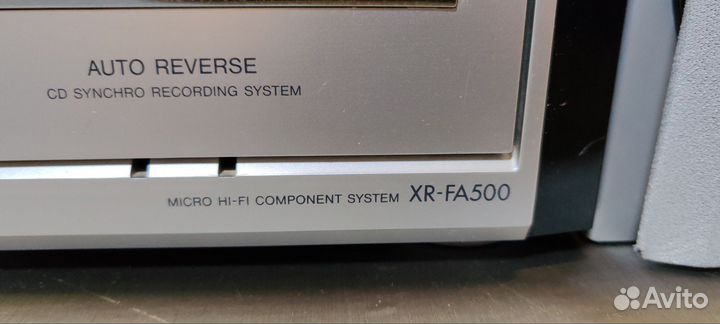 AUTO REVERSE
CD SYNCHRO RECORDING SYSTEM
MICRO HI-FI COMPONENT SYSTEM XR-FA500
Avito